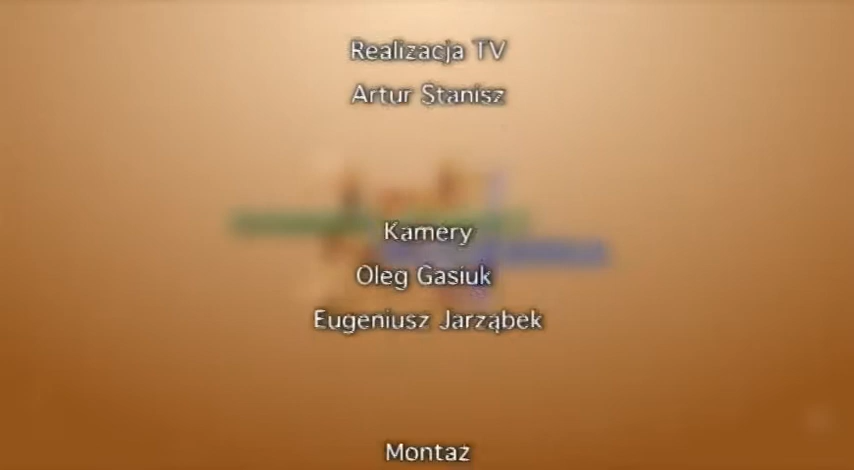 Realizacja TV
Artur Stanisz
Kamery
Oleg Gasiuk
Eugeniusz Jarząbek
Montaż